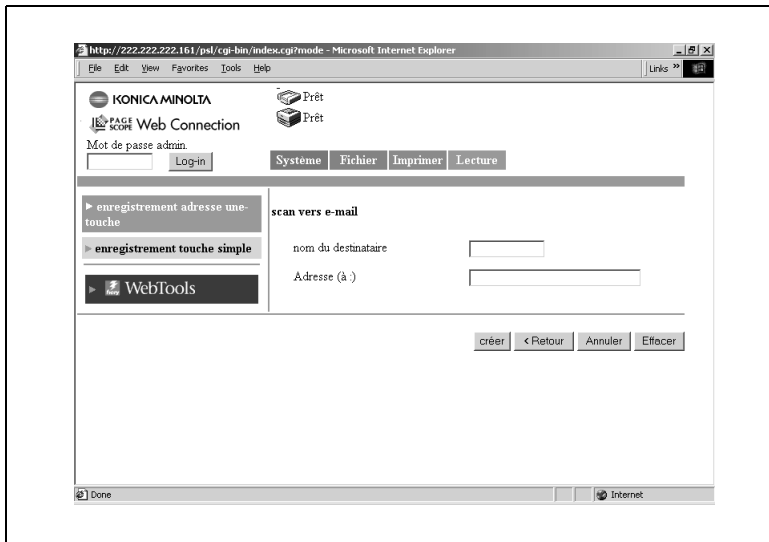 http://222.222.222.161/psl/cgi-bin/index.cgi?mode - Microsoft Internet Explorer
File Edit View Favorites Tools Help
Links »
KONICA MINOLTA
PAGE SCOPE Web Connection
Prêt
Prêt
Mot de passe admin.
Log-in
Système Fichier Imprimer Lecture
enregistrement adresse une-
touche
enregistrement touche simple
WebTools
scan vers e-mail
nom du destinataire
Adresse (à :)
créer < Retour Annuler Effacer
Done
Internet